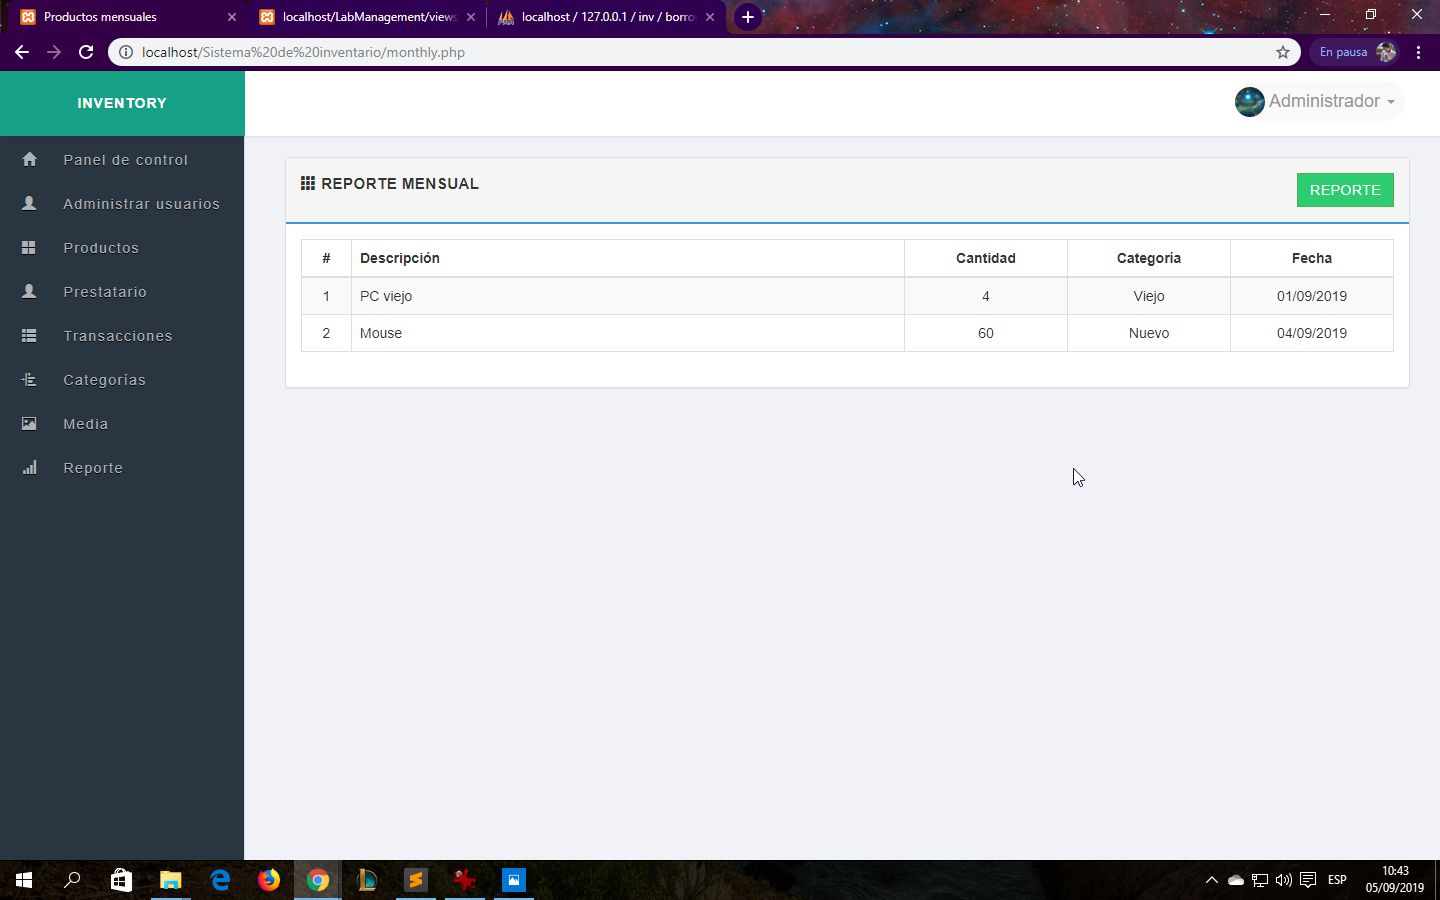 Productos mensuales
localhost/LabManagement/views
localhost / 127.0.0.1 / inv / borro
localhost/Sistema%20de%20inventario/monthly.php
En pausa
INVENTORY
Administrador
Panel de control
Administrar usuarios
Productos
Prestatario
Transacciones
Categorías
Media
Reporte
REPORTE MENSUAL
REPORTE
# Descripción Cantidad Categoría Fecha
1 PC viejo 4 Viejo 01/09/2019
2 Mouse 60 Nuevo 04/09/2019
ESP
10:43
05/09/2019